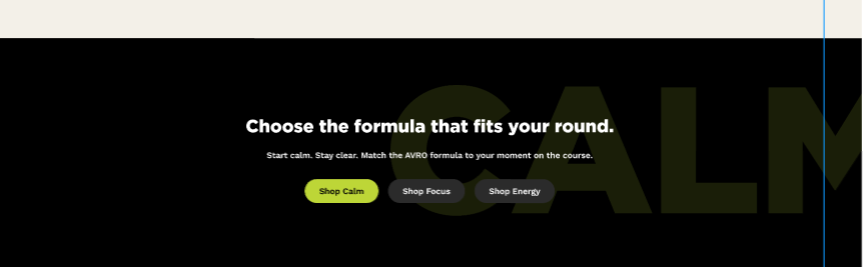 CALM
Choose the formula that fits your round.
Start calm. Stay clear. Match the AVRO formula to your moment on the course.
Shop Calm
Shop Focus
Shop Energy